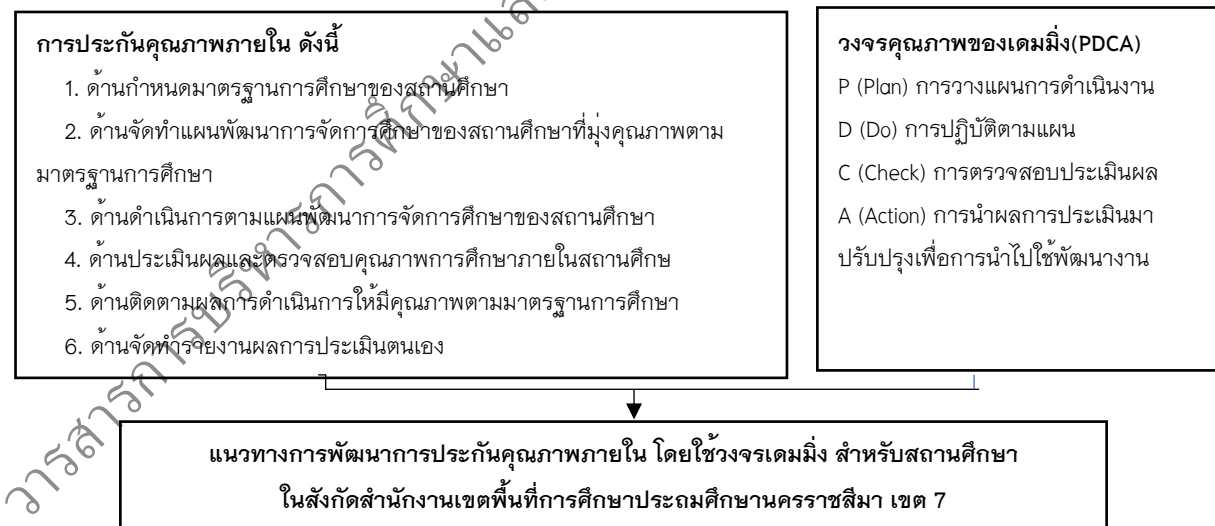 การประกันคุณภาพภายใน ดังนี้
1. ด้านกำหนดมาตรฐานการศึกษาของสถานศึกษา
2. ด้านจัดทำแผนพัฒนาการจัดการศึกษาของสถานศึกษาที่มุ่งคุณภาพตาม
มาตรฐานการศึกษา
3. ด้านดำเนินการตามแผนพัฒนาการจัดการศึกษาของสถานศึกษา
4. ด้านประเมินผลและตรวจสอบคุณภาพการศึกษาภายในสถานศึกษ
5. ด้านติดตามผลการดำเนินการให้มีคุณภาพตามมาตรฐานการศึกษา
6. ด้านจัดทำรายงานผลการประเมินตนเอง
วงจรคุณภาพของเดมมิ่ง(PDCA)
P (Plan) การวางแผนการดำเนินงาน
D (Do) การปฏิบัติตามแผน
C (Check) การตรวจสอบประเมินผล
A (Action) การนำผลการประเมินมา
ปรับปรุงเพื่อการนำไปใช้พัฒนางาน
แนวทางการพัฒนาการประกันคุณภาพภายใน โดยใช้วงจรเดมมิ่ง สำหรับสถานศึกษา
ในสังกัดสำนักงานเขตพื้นที่การศึกษาประถมศึกษานครราชสีมา เขต 7
วารสารการบริหารการศึกษาและ